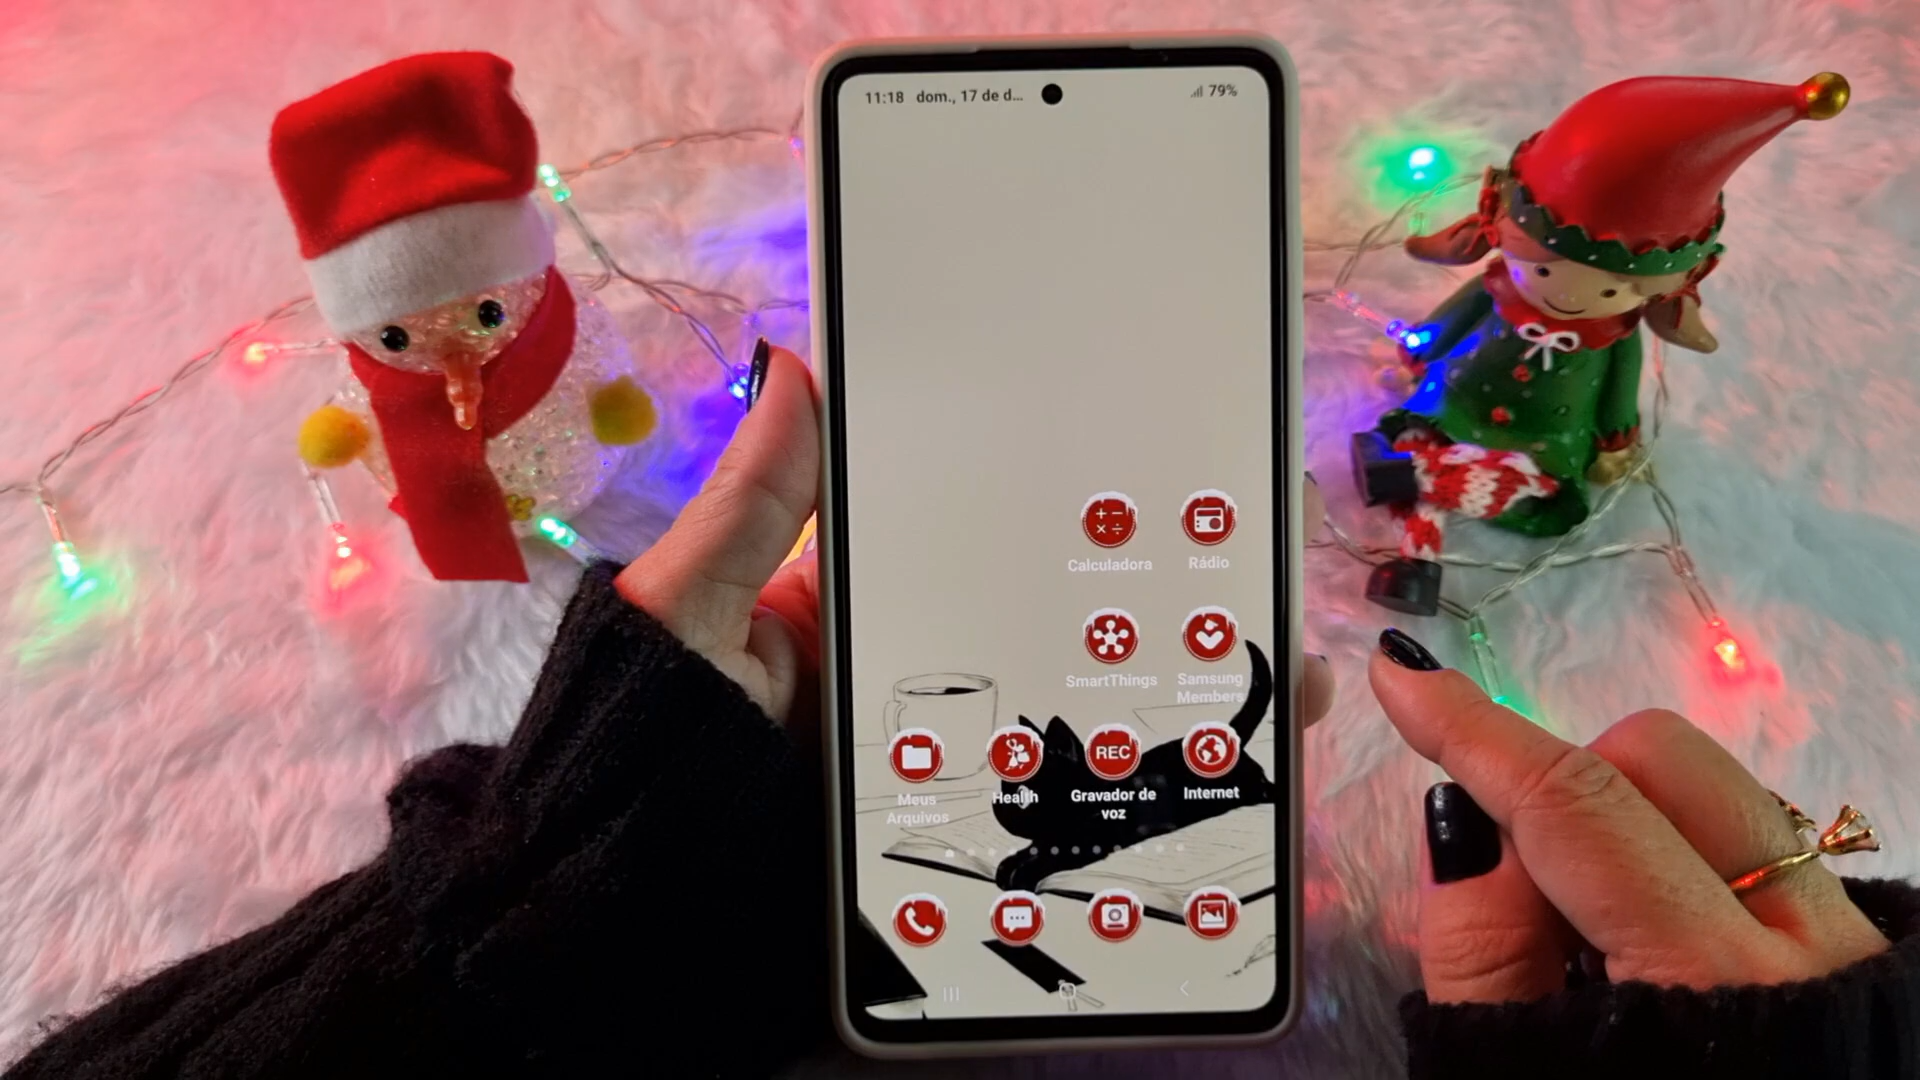 11:18 dom., 17 de d... 79%
Calculadora
Rádio
SmartThings
Samsung
Members
REC
Meus
Arquivos
Health
Gravador de
voz
Internet